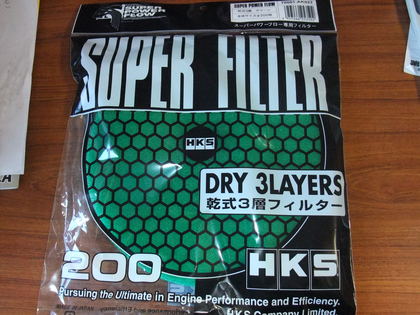 SUPER
POWER
FLOW
SUPER POWER FLOW
70001-AK022
スーパーパワーフロー専用フィルター
SUPER FILTER
HKS
DRY 3LAYERS
乾式3層フィルター
200
HKS
Pursuing the Ultimate in Engine Performance and Efficiency.
HKS Company Limited.